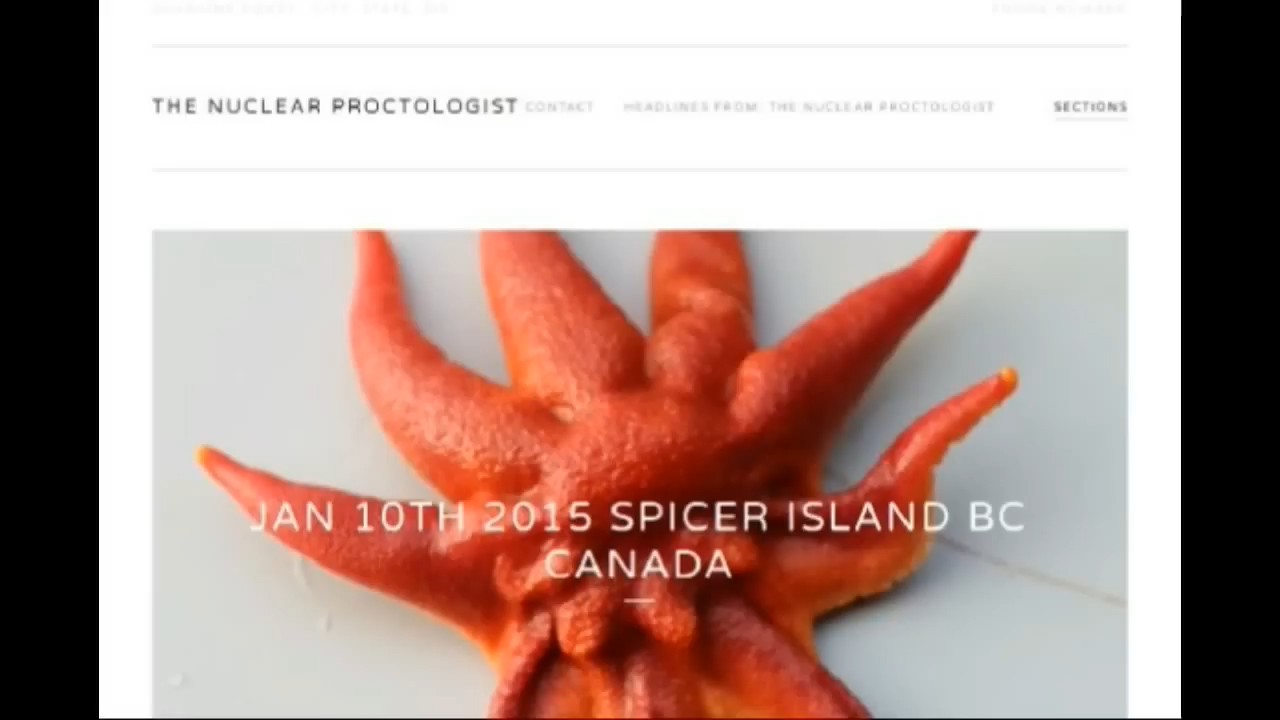 THE NUCLEAR PROCTOLOGIST CONTACT HEADLINES FROM: THE NUCLEAR PROCTOLOGIST SECTIONS
JAN 10TH 2015 SPICER ISLAND BC
CANADA